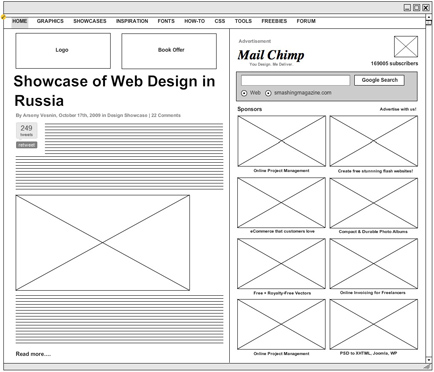 HOME GRAPHICS SHOWCASES INSPIRATION FONTS HOW-TO CSS TOOLS FREEBIES FORUM
Logo
Book Offer
Showcase of Web Design in
Russia
By Arseny Vesnin, October 17th, 2009 in Design Showcase | 22 Comments
249
tweets
retweet
Read more....
Advertisement:
Mail Chimp
You Design. We Deliver
169005 subscribers
Google Search
Web smashingmagazine.com
Sponsors Advertise with us!
Online Project Management Create free stunnning flash websites!
eCommerce that customers love Compact & Durable Photo Albums
Free + Royalty-Free Vectors Online Invoicing for Freelancers
Online Project Management PSD to XHTML, Joomla, WP